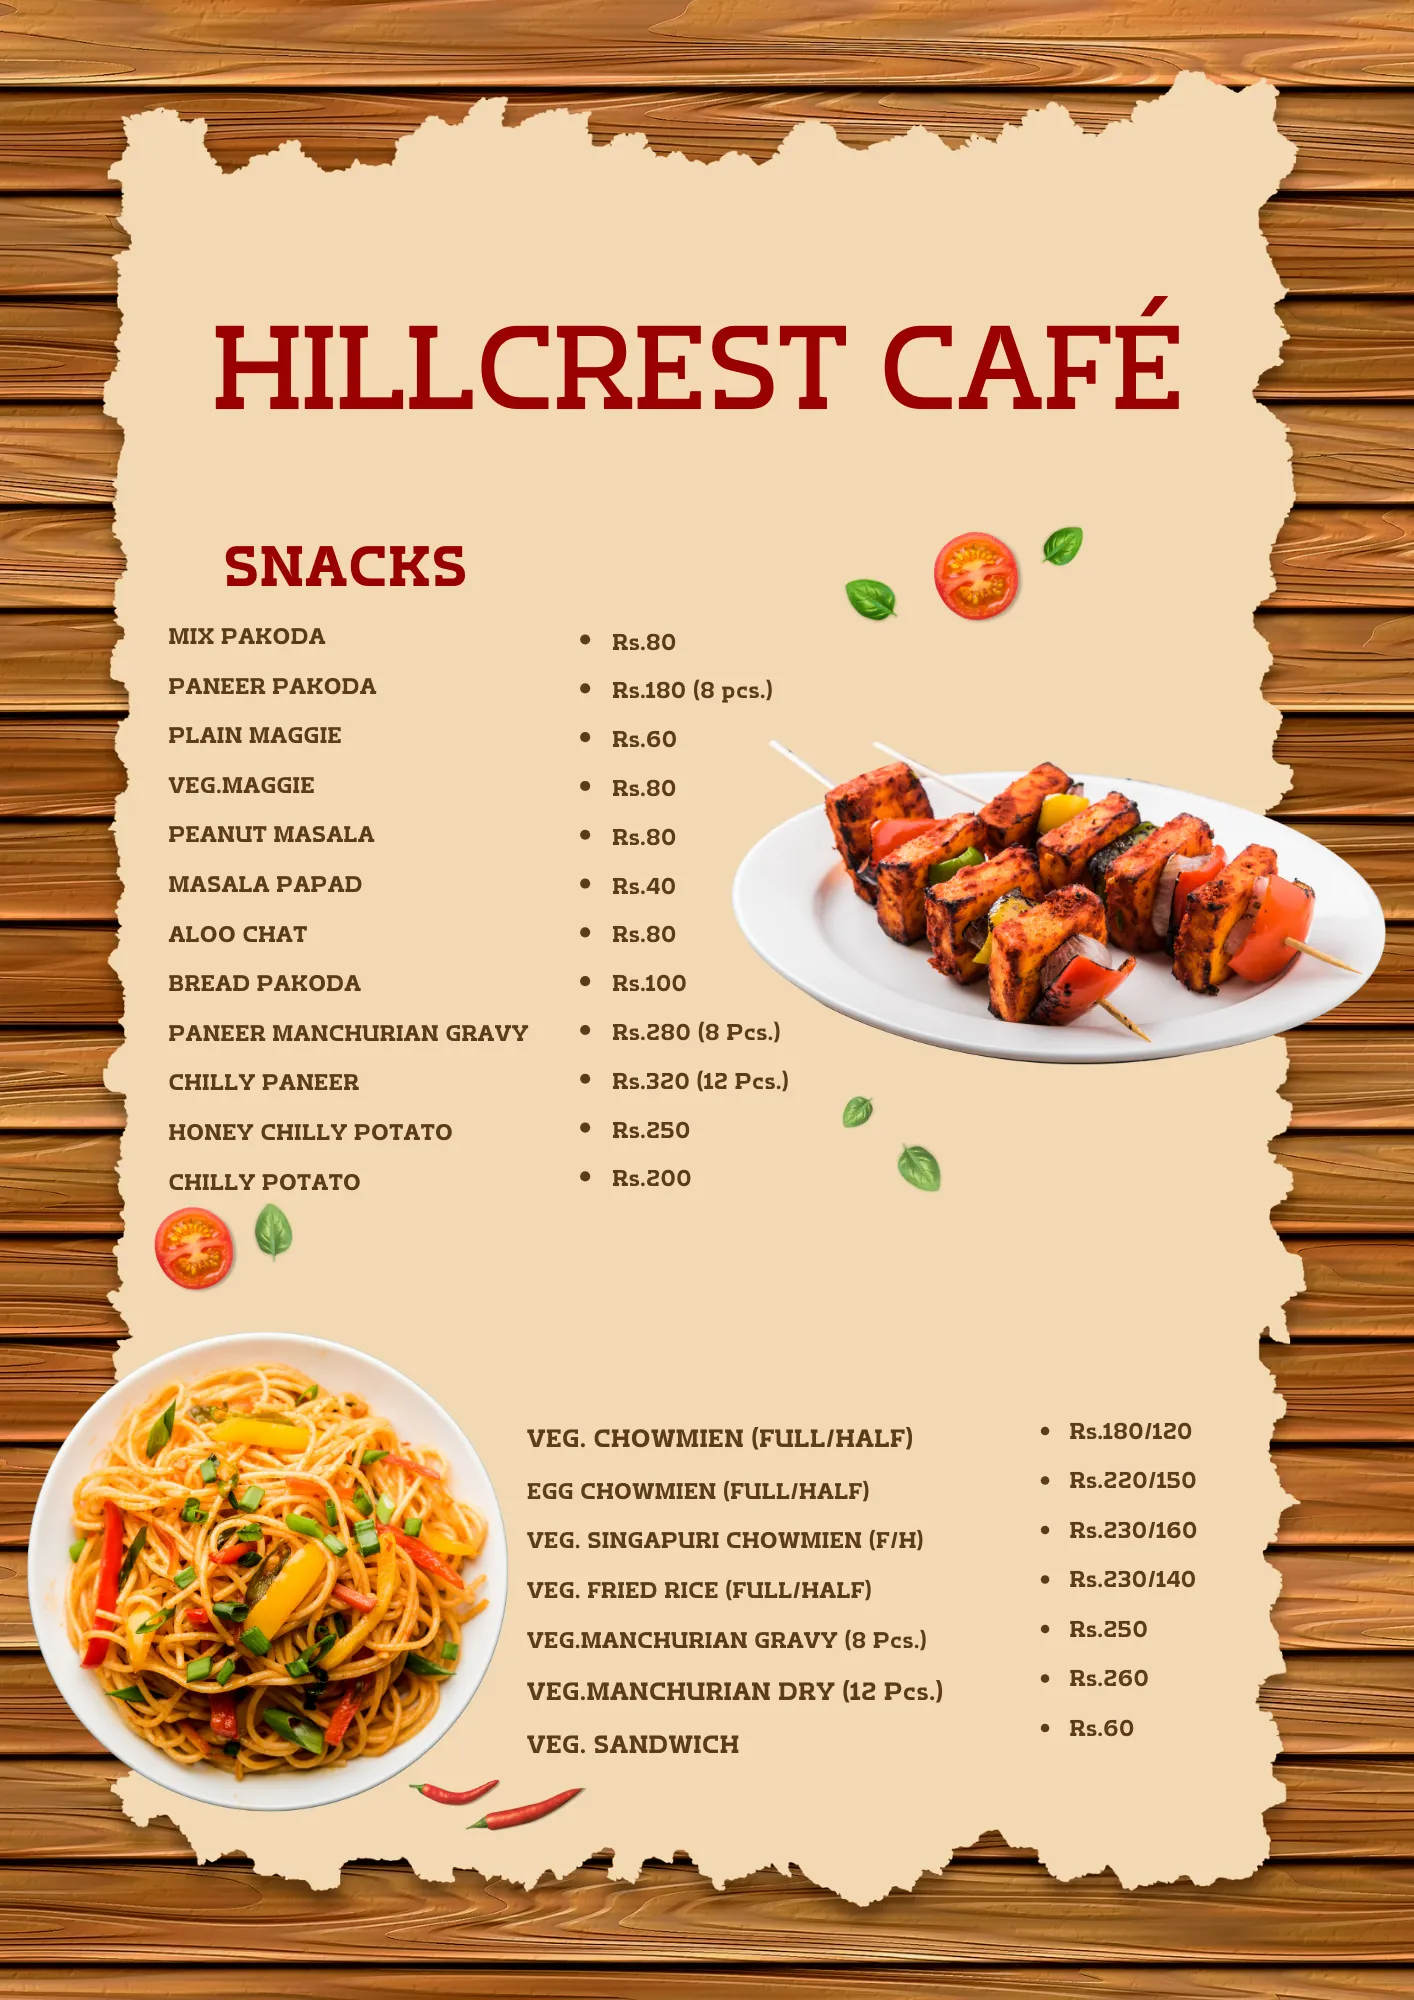 HILLCREST CAFÉ
SNACKS
MIX PAKODA • Rs.80
PANEER PAKODA • Rs.180 (8 pcs.)
PLAIN MAGGIE • Rs.60
VEG.MAGGIE • Rs.80
PEANUT MASALA • Rs.80
MASALA PAPAD • Rs.40
ALOO CHAT • Rs.80
BREAD PAKODA • Rs.100
PANEER MANCHURIAN GRAVY • Rs.280 (8 Pcs.)
CHILLY PANEER • Rs.320 (12 Pcs.)
HONEY CHILLY POTATO • Rs.250
CHILLY POTATO • Rs.200
VEG. CHOWMIEN (FULL/HALF) • Rs.180/120
EGG CHOWMIEN (FULL/HALF) • Rs.220/150
VEG. SINGAPURI CHOWMIEN (F/H) • Rs.230/160
VEG. FRIED RICE (FULL/HALF) • Rs.230/140
VEG.MANCHURIAN GRAVY (8 Pcs.) • Rs.250
VEG.MANCHURIAN DRY (12 Pcs.) • Rs.260
VEG. SANDWICH • Rs.60